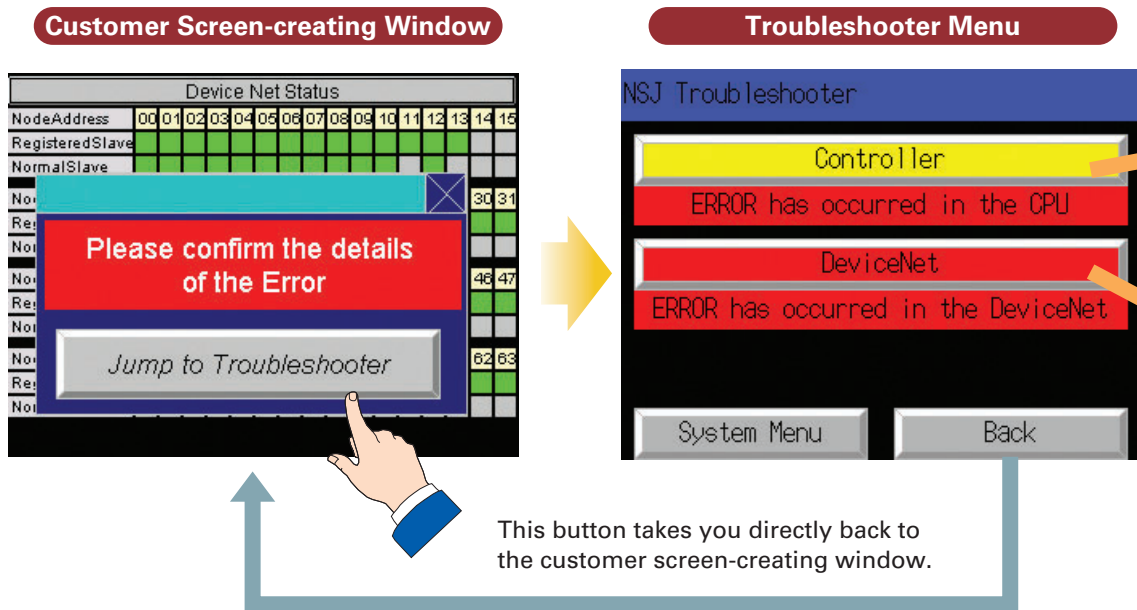 Customer Screen-creating Window
Device Net Status
NodeAddress 00 01 02 03 04 05 06 07 08 09 10 11 12 13 14 15
RegisteredSlave
NormalSlave
30 31
46 47
62 63
Please confirm the details
of the Error
Jump to Troubleshooter
Troubleshooter Menu
NSJ Troubleshooter
Controller
ERROR has occurred in the CPU
DeviceNet
ERROR has occurred in the DeviceNet
System Menu
Back
This button takes you directly back to
the customer screen-creating window.